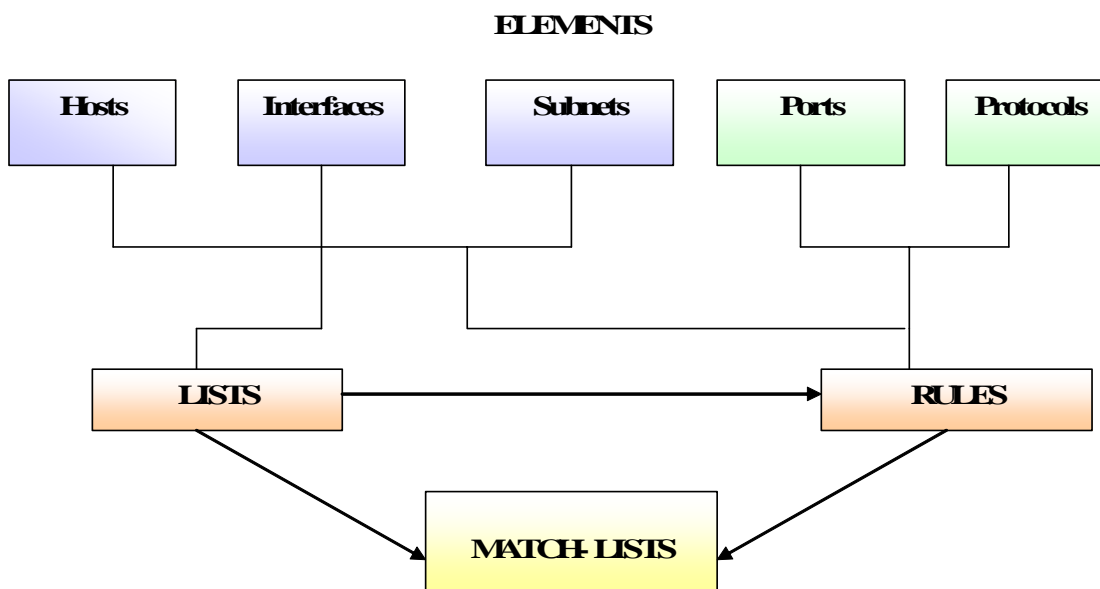 ELEMENTS
Hosts
Interfaces
Subnets
Ports
Protocols
LISTS
RULES
MATCH- LISTS